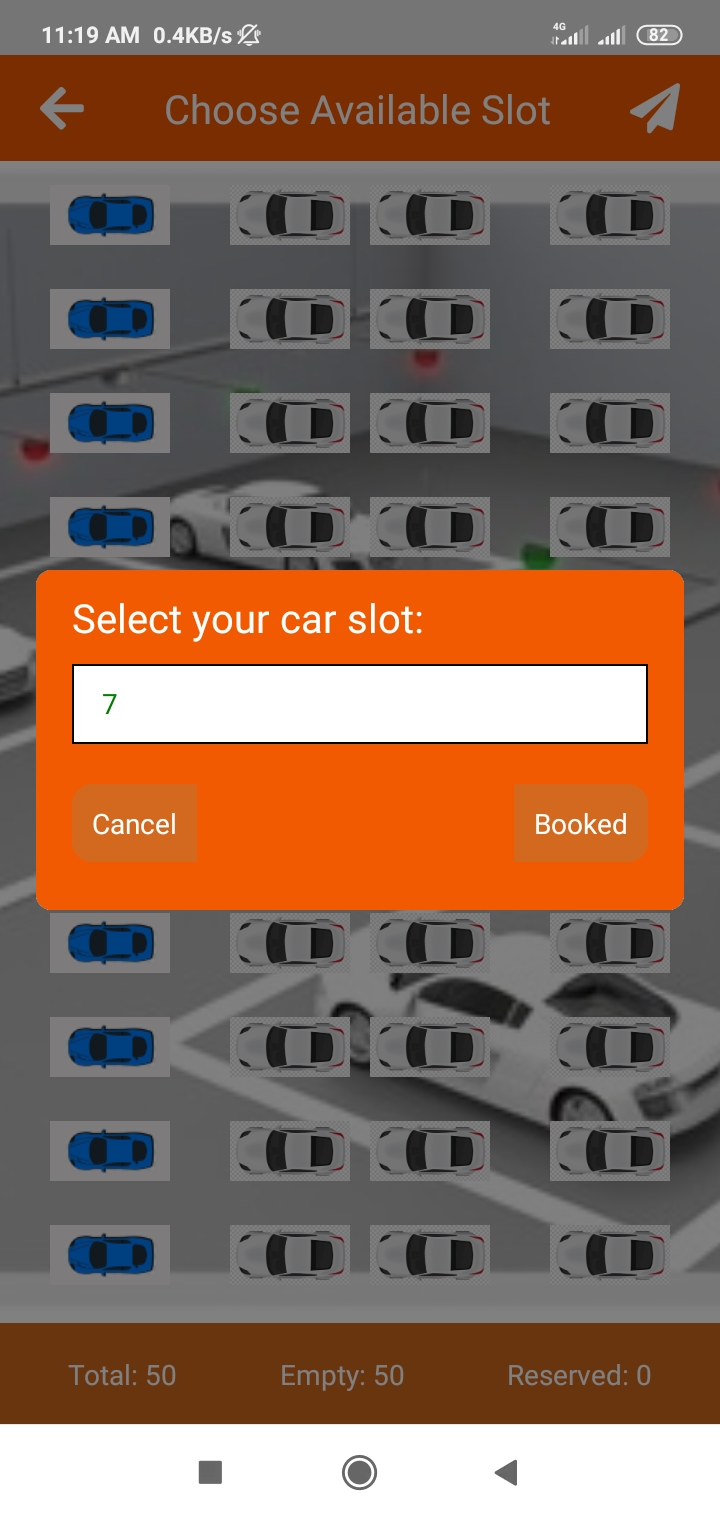 11:19 AM 0.4KB/s 4G 82
Choose Available Slot
Select your car slot:
7
Cancel Booked
Total: 50 Empty: 50 Reserved: 0